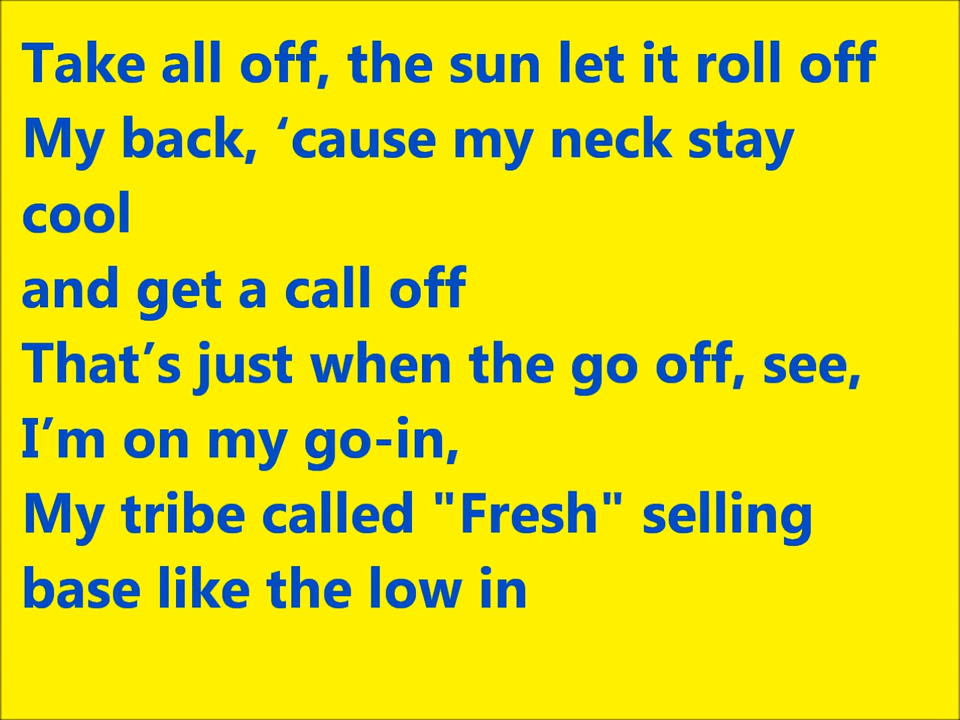 Take all off, the sun let it roll off
My back, ‘cause my neck stay
cool
and get a call off
That’s just when the go off, see,
I’m on my go-in,
My tribe called "Fresh" selling
base like the low in